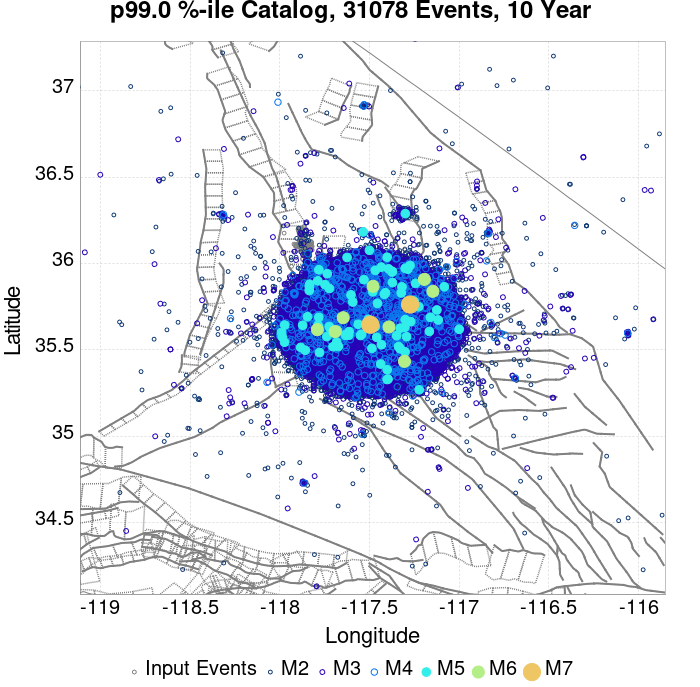 p99.0 %-ile Catalog, 31078 Events, 10 Year
37
36.5
36
35.5
35
34.5
Latitude
-119 -118.5 -118 -117.5 -117 -116.5 -116
Longitude
Input Events M2 M3 M4 M5 M6 M7